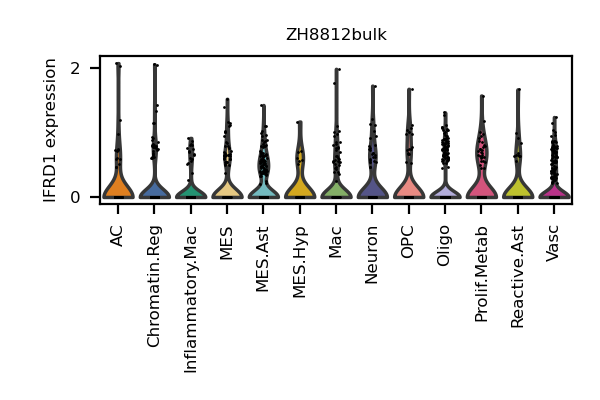 ZH8812bulk
IFRD1 expression
2
0
AC
Chromatin.Reg
Inflammatory.Mac
MES
MES.Ast
MES.Hyp
Mac
Neuron
OPC
Oligo
Prolif.Metab
Reactive.Ast
Vasc